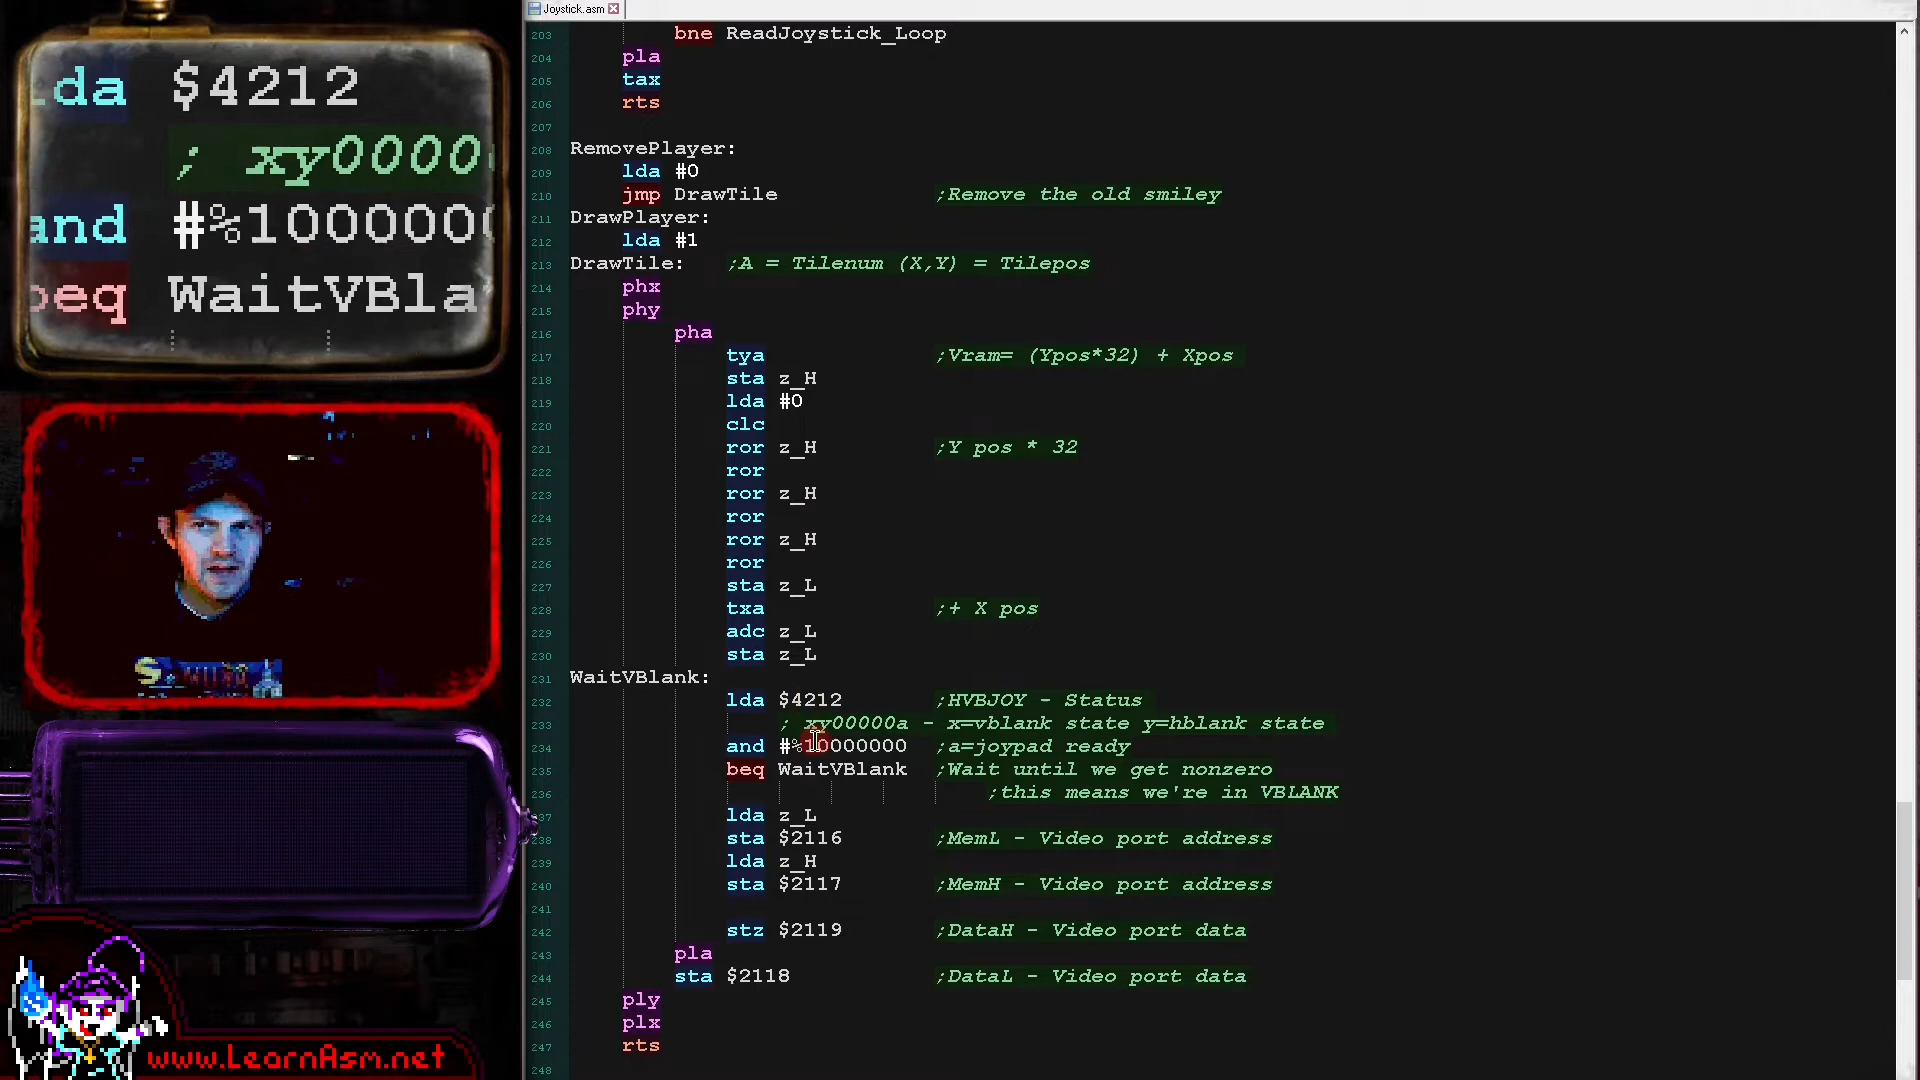 Joystick.asm
lda $4212
; xy0000
and #%1000000
beq WaitVBla
203 bne ReadJoystick_Loop
204 pla
205 tax
206 rts
207
208 RemovePlayer:
209 lda #0
210 jmp DrawTile ;Remove the old smiley
211 DrawPlayer:
212 lda #1
213 DrawTile: ;A = Tilenum (X,Y) = Tilepos
214 phx
215 phy
216 pha
217 tya ;Vram= (Ypos*32) + Xpos
218 sta z_H
219 lda #0
220 clc
221 ror z_H ;Y pos * 32
222 ror
223 ror z_H
224 ror
225 ror z_H
226 ror
227 sta z_L
228 txa ;+ X pos
229 adc z_L
230 sta z_L
231 WaitVBlank:
232 lda $4212 ;HVBJOY - Status
233 ; xy00000a - x=vblank state y=hblank state
234 and #%10000000 ;a=joypad ready
235 beq WaitVBlank ;Wait until we get nonzero
236 ;this means we're in VBLANK
237 lda z_L
238 sta $2116 ;MemL - Video port address
239 lda z_H
240 sta $2117 ;MemH - Video port address
241
242 stz $2119 ;DataH - Video port data
243 pla
244 sta $2118 ;DataL - Video port data
245 ply
246 plx
247 rts
248
www.LearnAsm.net